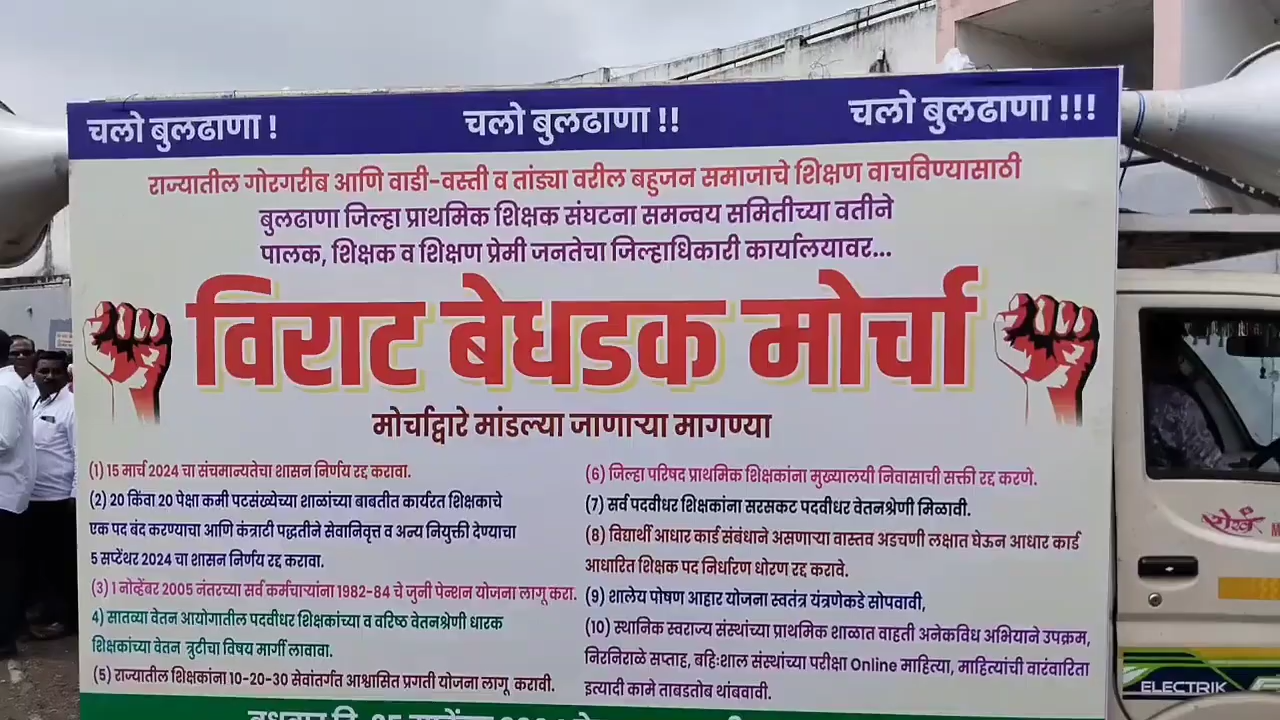 चलो बुलढाणा ! चलो बुलढाणा !! चलो बुलढाणा !!!
राज्यातील गोरगरीब आणि वाडी-वस्ती व तांड्या वरील बहुजन समाजाचे शिक्षण वाचविण्यासाठी
बुलढाणा जिल्हा प्राथमिक शिक्षक संघटना समन्वय समितीच्या वतीने
पालक, शिक्षक व शिक्षण प्रेमी जनतेचा जिल्हाधिकारी कार्यालयावर...
विराट बेधडक मोर्चा
मोर्चाद्वारे मांडल्या जाणाऱ्या मागण्या
(1) 15 मार्च 2024 चा संचमान्यतेचा शासन निर्णय रद्द करावा.
(2) 20 किंवा 20 पेक्षा कमी पटसंख्येच्या शाळांच्या बाबतीत कार्यरत शिक्षकाचे
एक पद बंद करण्याचा आणि कंत्राटी पद्धतीने सेवानिवृत्त व अन्य नियुक्ती देण्याचा
5 सप्टेंबर 2024 चा शासन निर्णय रद्द करावा.
(3) 1 नोव्हेंबर 2005 नंतरच्या सर्व कर्मचाऱ्यांना 1982-84 चे जुनी पेन्शन योजना लागू करा.
4) सातव्या वेतन आयोगातील पदवीधर शिक्षकांच्या व वरिष्ठ वेतनश्रेणी धारक
शिक्षकांच्या वेतन त्रुटीचा विषय मार्गी लावावा.
(5) राज्यातील शिक्षकांना 10-20-30 सेवांतर्गत आश्वासित प्रगती योजना लागू करावी.
(6) जिल्हा परिषद प्राथमिक शिक्षकांना मुख्यालयी निवासाची सक्ती रद्द करणे.
(7) सर्व पदवीधर शिक्षकांना सरसकट पदवीधर वेतनश्रेणी मिळावी.
(8) विद्यार्थी आधार कार्ड संबंधाने असणाऱ्या वास्तव अडचणी लक्षात घेऊन आधार कार्ड
आधारित शिक्षक पद निर्धारण धोरण रद्द करावे.
(9) शालेय पोषण आहार योजना स्वतंत्र यंत्रणेकडे सोपवावी,
(10) स्थानिक स्वराज्य संस्थांच्या प्राथमिक शाळात वाहती अनेकविध अभियाने उपक्रम,
निरनिराळे सप्ताह, बहिःशाल संस्थांच्या परीक्षा Online माहित्या, माहित्यांची वारंवारिता
इत्यादी कामे ताबडतोब थांबवावी.
ELECTRIK